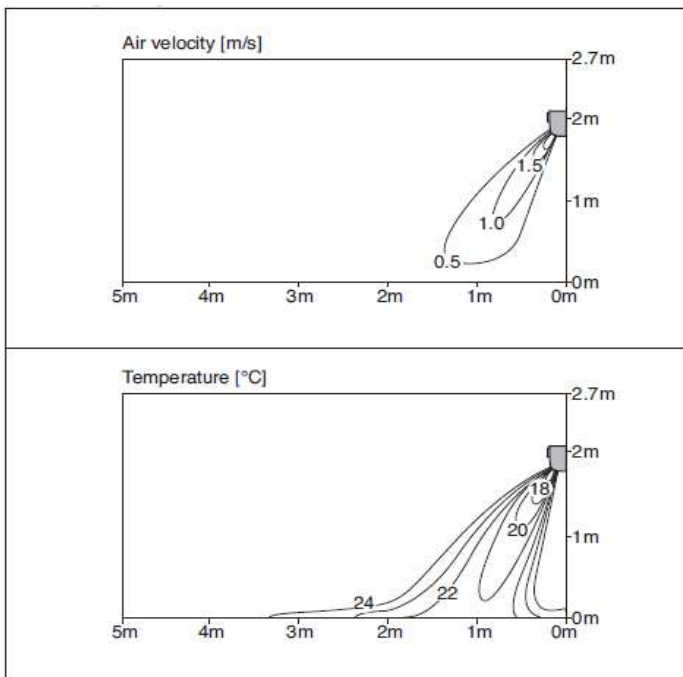 Air velocity [m/s]
2.7m
2m
1.5
1m
1.0
0.5
0m
5m 4m 3m 2m 1m 0m
Temperature [°C]
2.7m
2m
18
20
1m
22
24
0m
5m 4m 3m 2m 1m 0m